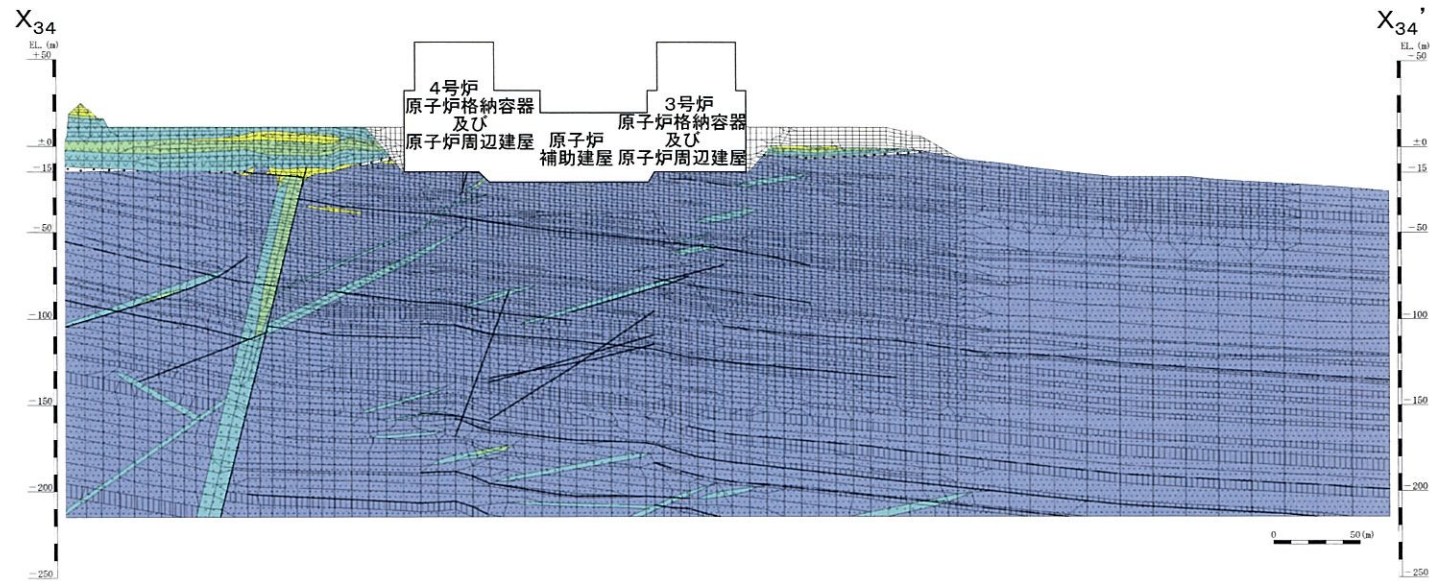 X34
X34'
EL. (m)
EL. (m)
+50
-50
4号炉
原子炉格納容器
及び
原子炉周辺建屋
原子炉
補助建屋
3号炉
原子炉格納容器
及び
原子炉周辺建屋
±0
±0
-15
-15
-50
-50
-100
-100
-150
-150
-200
-200
-250
-250
0
50(m)